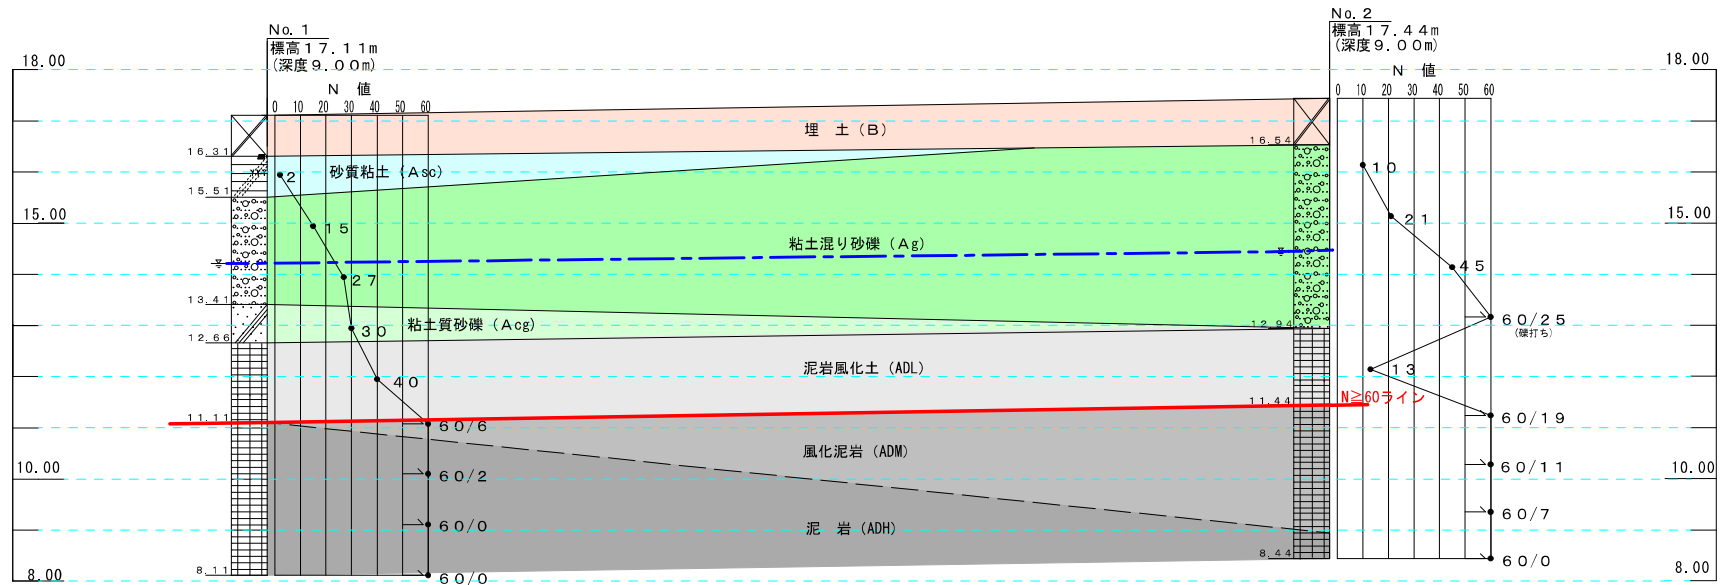 No. 1
標高17.11m
(深度9.00m)
N 値
0 10 20 30 40 50 60
No. 2
標高17.44m
(深度9.00m)
N 値
0 10 20 30 40 50 60
18.00
18.00
埋 土(B)
16.31
16.54
砂質粘土(Asc)
2
10
15.51
15.00
15.00
15
21
粘土混り砂礫(Ag)
27
45
13.41
粘土質砂礫(Acg)
30
12.94
60/25
(礫打ち)
12.66
泥岩風化土(ADL)
40
13
11.44
N≧60ライン
11.11
60/6
60/19
風化泥岩(ADM)
10.00
10.00
60/2
60/11
泥 岩(ADH)
60/0
60/7
8.44
60/0
8.11
60/0
8.00
8.00